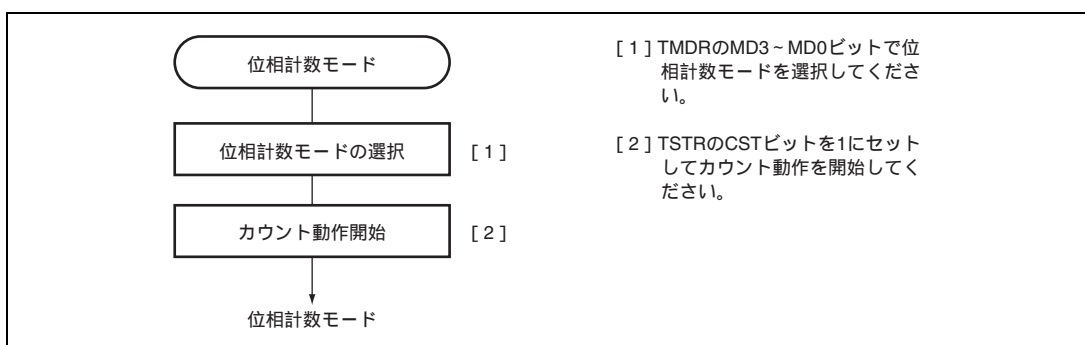 位相計数モード
位相計数モードの選択
[ 1 ]
カウント動作開始
[ 2 ]
位相計数モード
[ 1 ] TMDRのMD3~MD0ビットで位
相計数モードを選択してくださ
い。
[ 2 ] TSTRのCSTビットを1にセット
してカウント動作を開始してく
ださい。